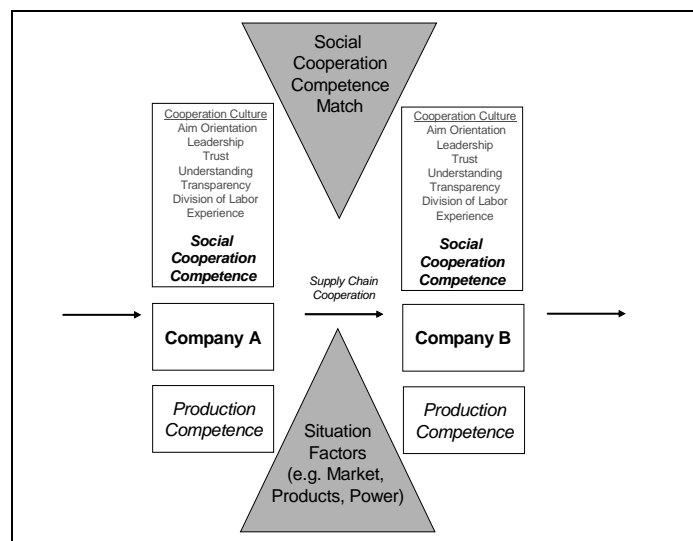 Social
Cooperation
Competence
Match
Cooperation Culture
Aim Orientation
Leadership
Trust
Understanding
Transparency
Division of Labor
Experience
Social
Cooperation
Competence
Cooperation Culture
Aim Orientation
Leadership
Trust
Understanding
Transparency
Division of Labor
Experience
Social
Cooperation
Competence
Supply Chain
Cooperation
Company A
Company B
Production
Competence
Situation
Factors
(e.g. Market,
Products, Power)
Production
Competence